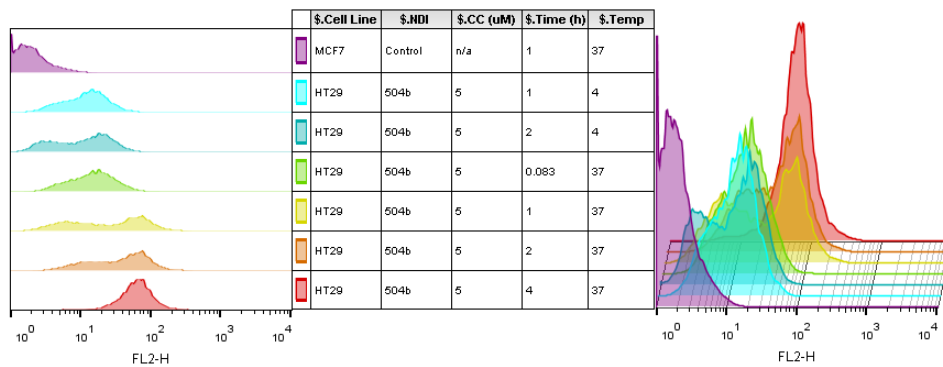 $.Cell Line $.NDI $.CC (uM) $.Time (h) $.Temp
MCF7 Control n/a 1 37
HT29 504b 5 1 4
HT29 504b 5 2 4
HT29 504b 5 0.083 37
HT29 504b 5 1 37
HT29 504b 5 2 37
HT29 504b 5 4 37
10⁰ 10¹ 10² 10³ 10⁴
FL2-H
10⁰ 10¹ 10² 10³ 10⁴
FL2-H